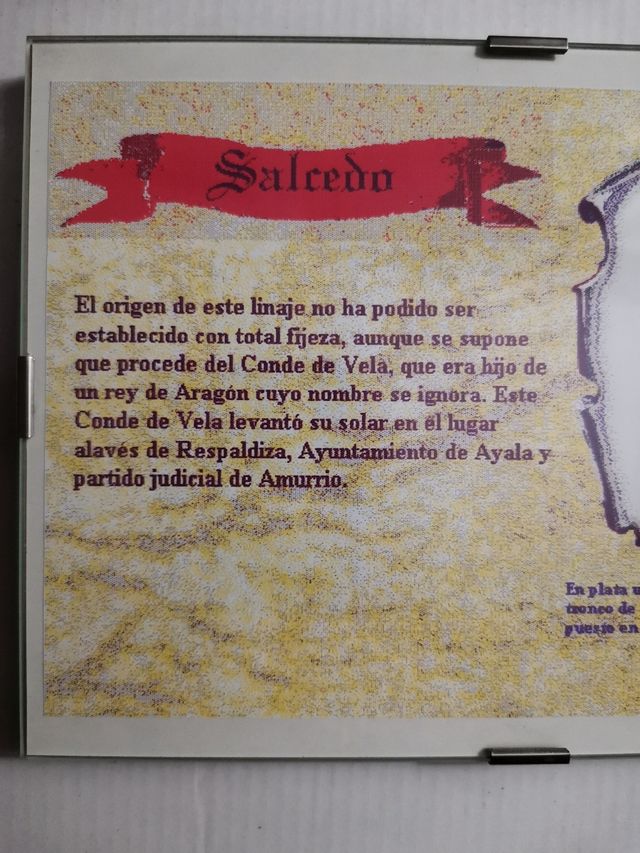 Salcedo
El origen de este linaje no ha podido ser
establecido con total fijeza, aunque se supone
que procede del Conde de Vela, que era hijo de
un rey de Aragón cuyo nombre se ignora. Este
Conde de Vela levantó su solar en el lugar
alavés de Respaldiza, Ayuntamiento de Ayala y
partido judicial de Amurrio.
En plata u
tronco de
puesto en